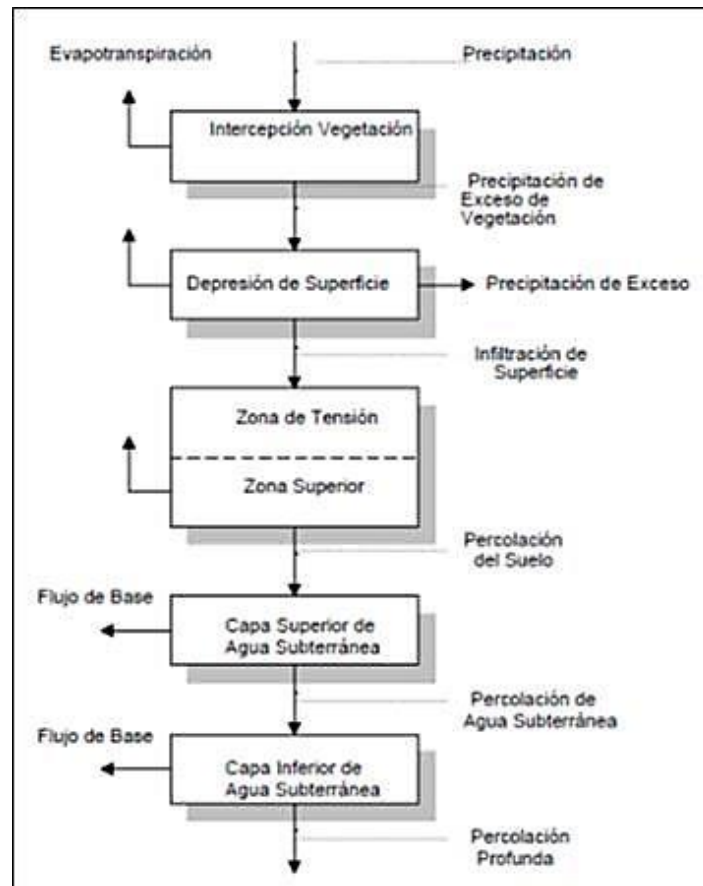 Evapotranspiración
Precipitación
Intercepción Vegetación
Precipitación de
Exceso de
Vegetación
Depresión de Superficie
Precipitación de Exceso
Infiltración de
Superficie
Zona de Tensión
Zona Superior
Percolación
del Suelo
Flujo de Base
Capa Superior de
Agua Subterránea
Percolación de
Agua Subterránea
Flujo de Base
Capa Inferior de
Agua Subterránea
Percolación
Profunda